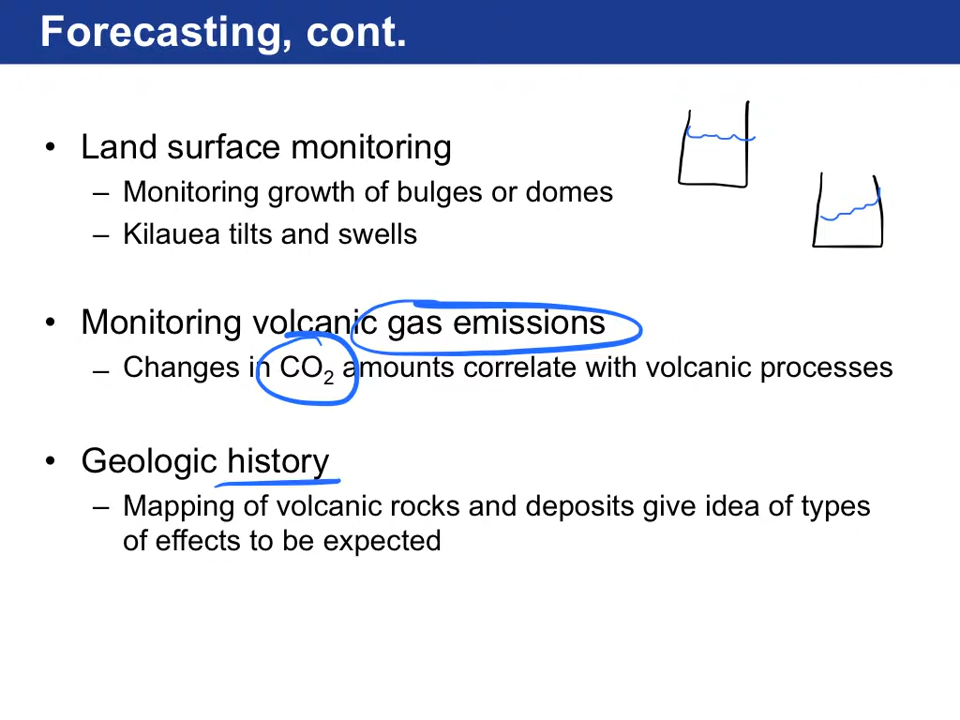 Forecasting, cont.
• Land surface monitoring
– Monitoring growth of bulges or domes
– Kilauea tilts and swells
• Monitoring volcanic gas emissions
– Changes in CO₂ amounts correlate with volcanic processes
• Geologic history
– Mapping of volcanic rocks and deposits give idea of types
of effects to be expected